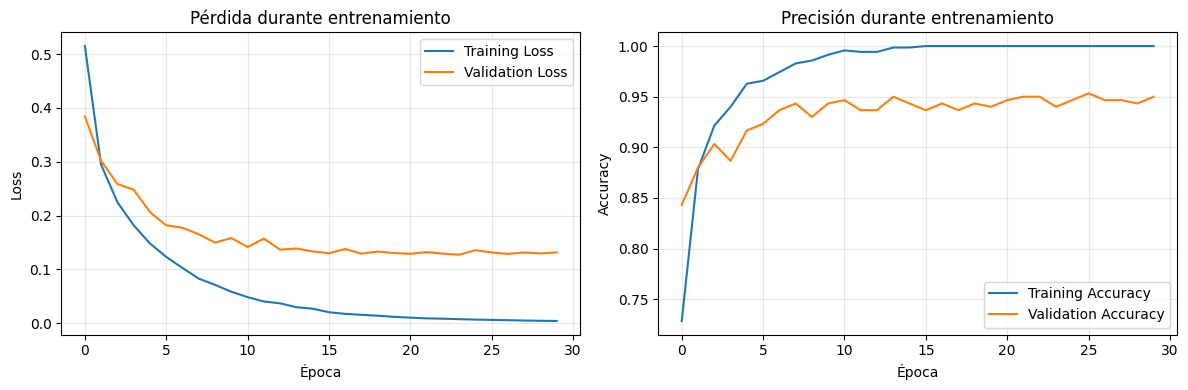 Pérdida durante entrenamiento
0.5
0.4
0.3
0.2
0.1
0.0
Loss
0 5 10 15 20 25 30
Época
Training Loss
Validation Loss
Precisión durante entrenamiento
1.00
0.95
0.90
0.85
0.80
0.75
Accuracy
0 5 10 15 20 25 30
Época
Training Accuracy
Validation Accuracy